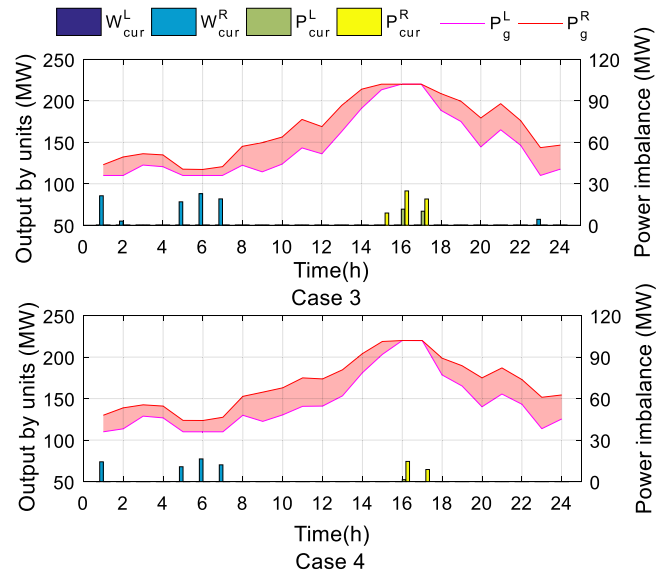 W^L_cur W^R_cur P^L_cur P^R_cur P^L_g P^R_g
250 120
200 90
150 60
100 30
50 0
0 2 4 6 8 10 12 14 16 18 20 22 24
Output by units (MW)
Power imbalance (MW)
Time(h)
Case 3
250 120
200 90
150 60
100 30
50 0
0 2 4 6 8 10 12 14 16 18 20 22 24
Output by units (MW)
Power imbalance (MW)
Time(h)
Case 4